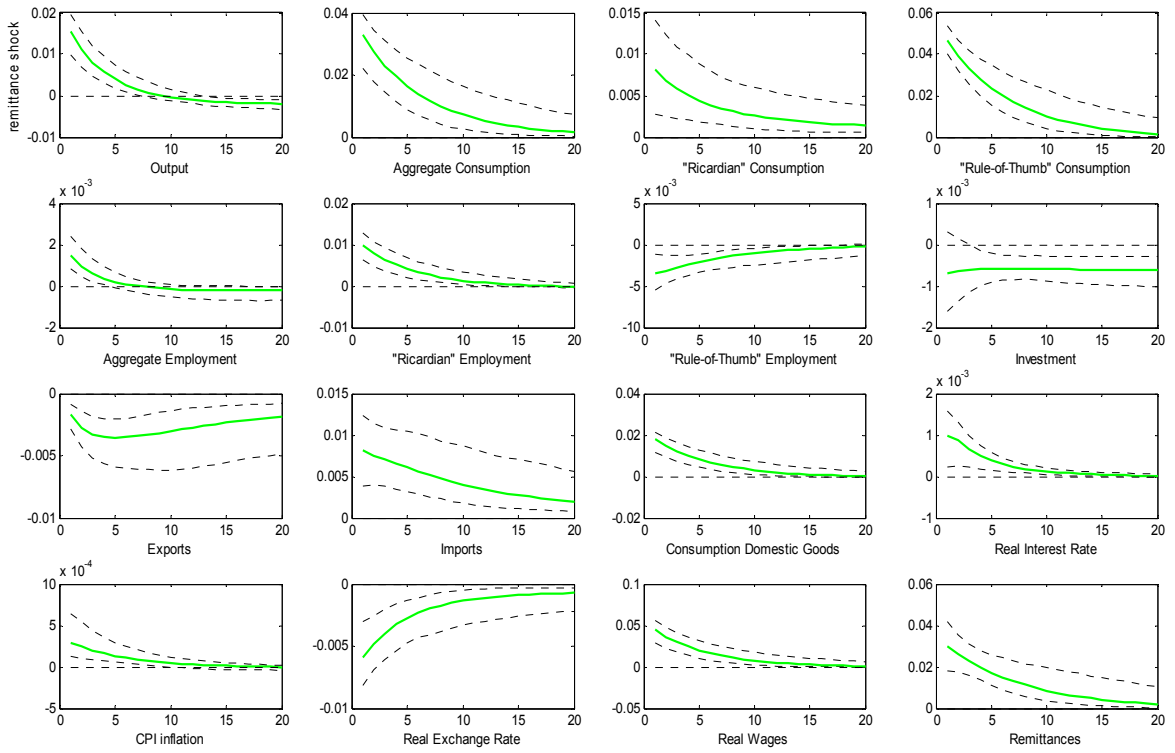 0.02 0.04 0.015 0.06
remittance shock
0.01 0.01 0.04
0.02
0 0.005 0.02
-0.01 0 0 0
0 5 10 15 20 0 5 10 15 20 0 5 10 15 20 0 5 10 15 20
Output Aggregate Consumption "Ricardian" Consumption "Rule-of-Thumb" Consumption
x 10-3 x 10-3 x 10-3
4 0.02 5 1
2 0.01 0 0
0 0 -5 -1
-2 -0.01 -10 2
0 5 10 15 20 0 5 10 15 20 0 5 10 15 20 0 5 10 15 20
Aggregate Employment "Ricardian" Employment "Rule-of-Thumb" Employment Investment
x 10-3
0 0.015 0.04 2
0.01 0.02 1
-0.005
0.005 0 0
-0.01 0 -0.02 -1
0 5 10 15 20 0 5 10 15 20 0 5 10 15 20 0 5 10 15 20
Exports Imports Consumption Domestic Goods Real Interest Rate
x 10-4
10 0 0.1 0.06
5 0.05 0.04
-0.005
0 0 0.02
-5 -0.01 -0.05 0
0 5 10 15 20 0 5 10 15 20 0 5 10 15 20 0 5 10 15 20
CPI inflation Real Exchange Rate Real Wages Remittances